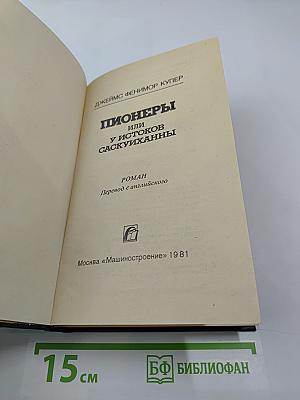 ДЖЕЙМС ФЕНИМОР КУПЕР
ПИОНЕРЫ
ИЛИ
У ИСТОКОВ
САСКУИХАННЫ
РОМАН
Перевод с английского
Москва «Машиностроение» 1981
15 см
БФ БИБЛИОФАН